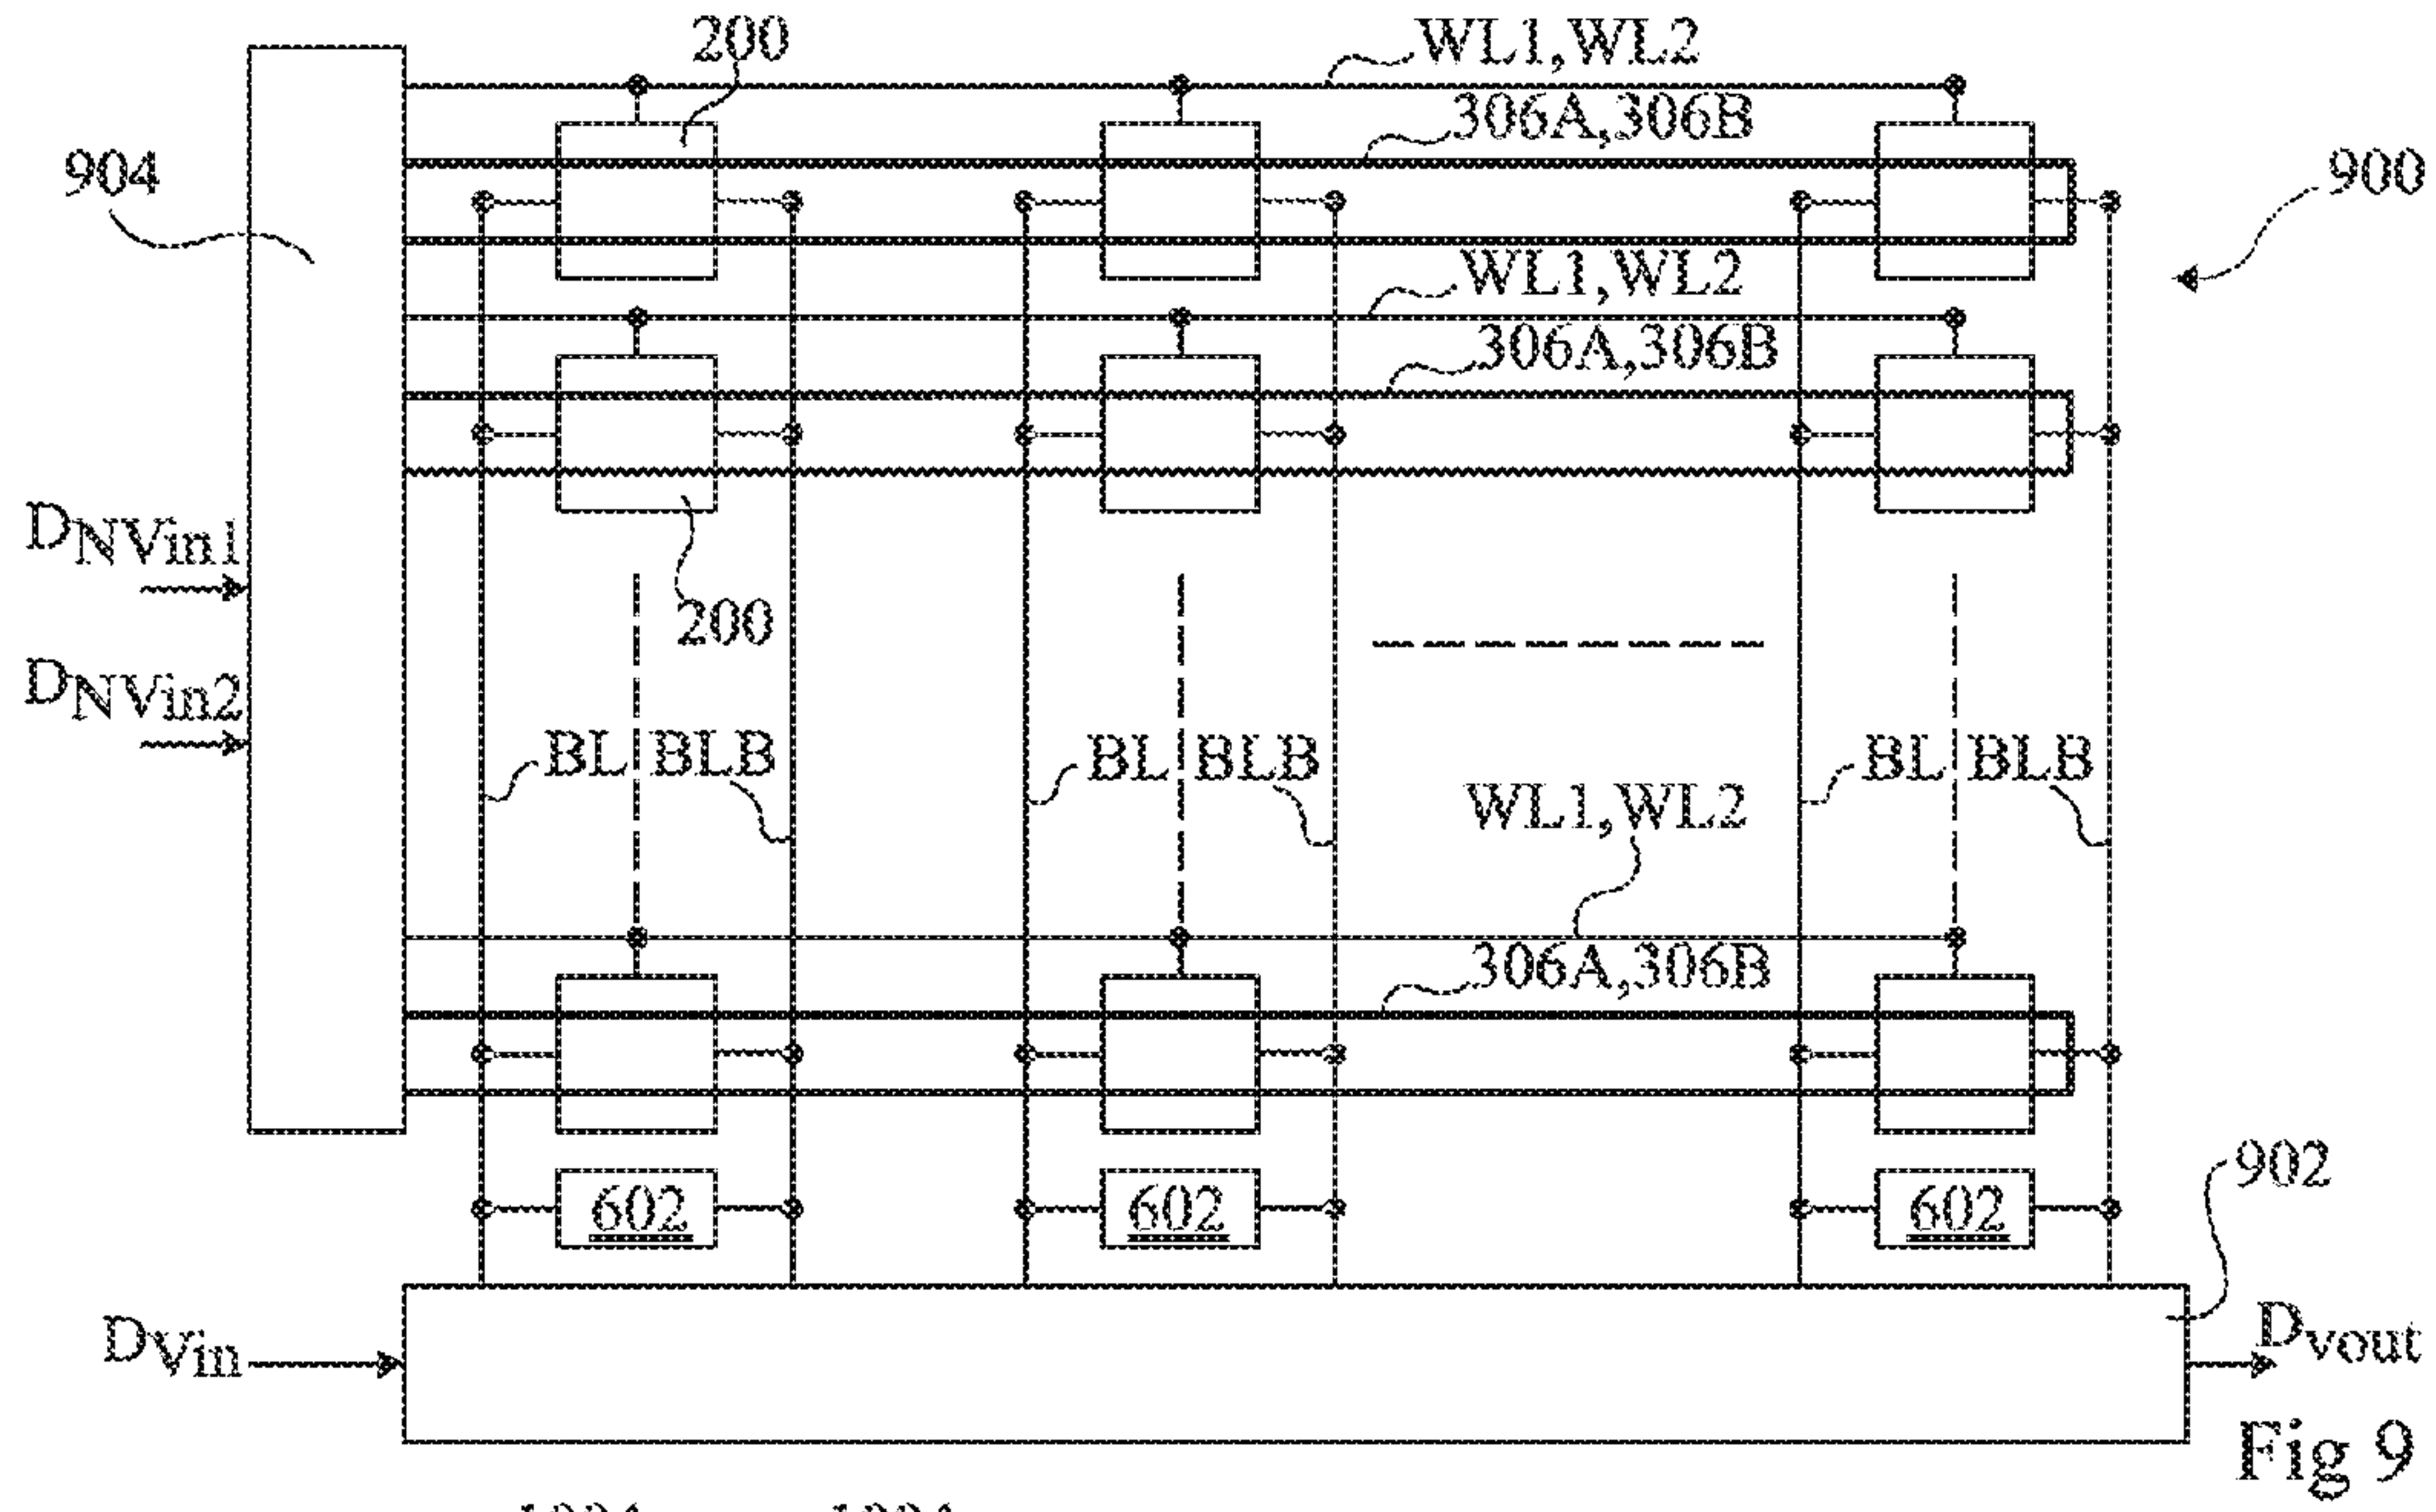 200
WL1,WL2
306A,306B
904
900
WL1,WL2
306A,306B
DNVin1
200
DNVin2
BL BLB
BL BLB
BL BLB
WL1,WL2
306A,306B
602
602
602
902
DVin
Dvout
Fig 9